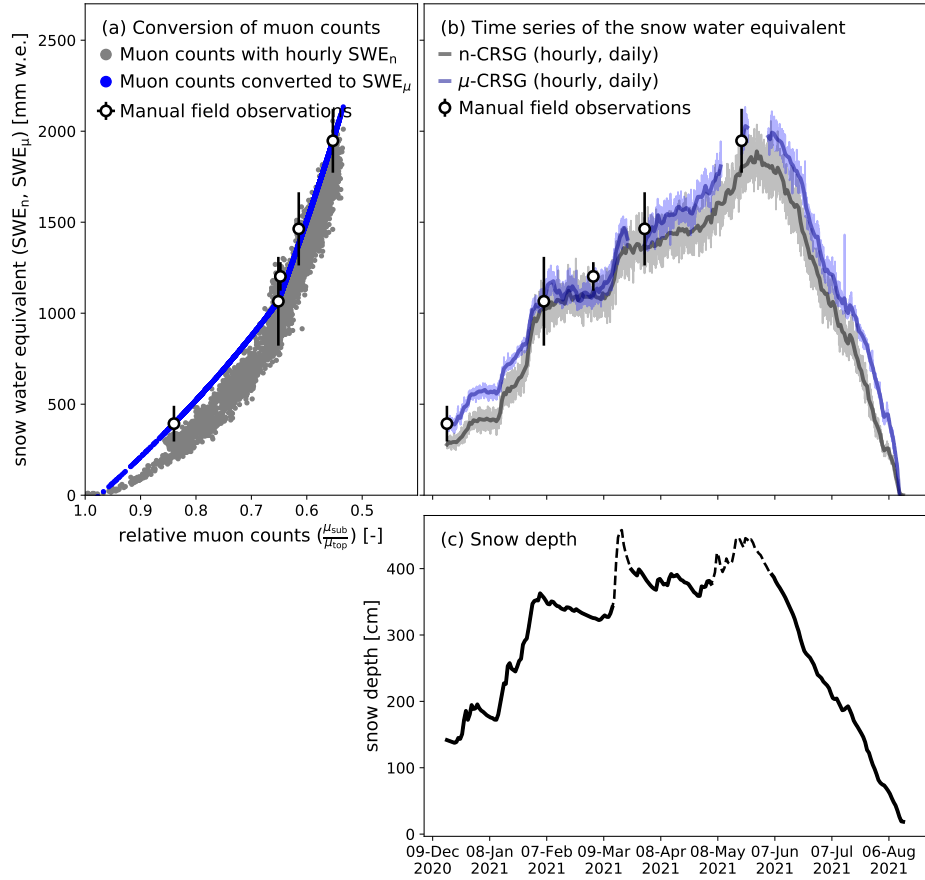 (a) Conversion of muon counts
Muon counts with hourly SWEₙ
Muon counts converted to SWE_μ
Manual field observations
snow water equivalent (SWEₙ, SWE_μ) [mm w.e.]
2500
2000
1500
1000
500
0
1.0 0.9 0.8 0.7 0.6 0.5
relative muon counts (μ_sub/μ_top) [-]
(b) Time series of the snow water equivalent
n-CRSG (hourly, daily)
μ-CRSG (hourly, daily)
Manual field observations
(c) Snow depth
snow depth [cm]
400
300
200
100
0
09-Dec 08-Jan 07-Feb 09-Mar 08-Apr 08-May 07-Jun 07-Jul 06-Aug
2020 2021 2021 2021 2021 2021 2021 2021 2021